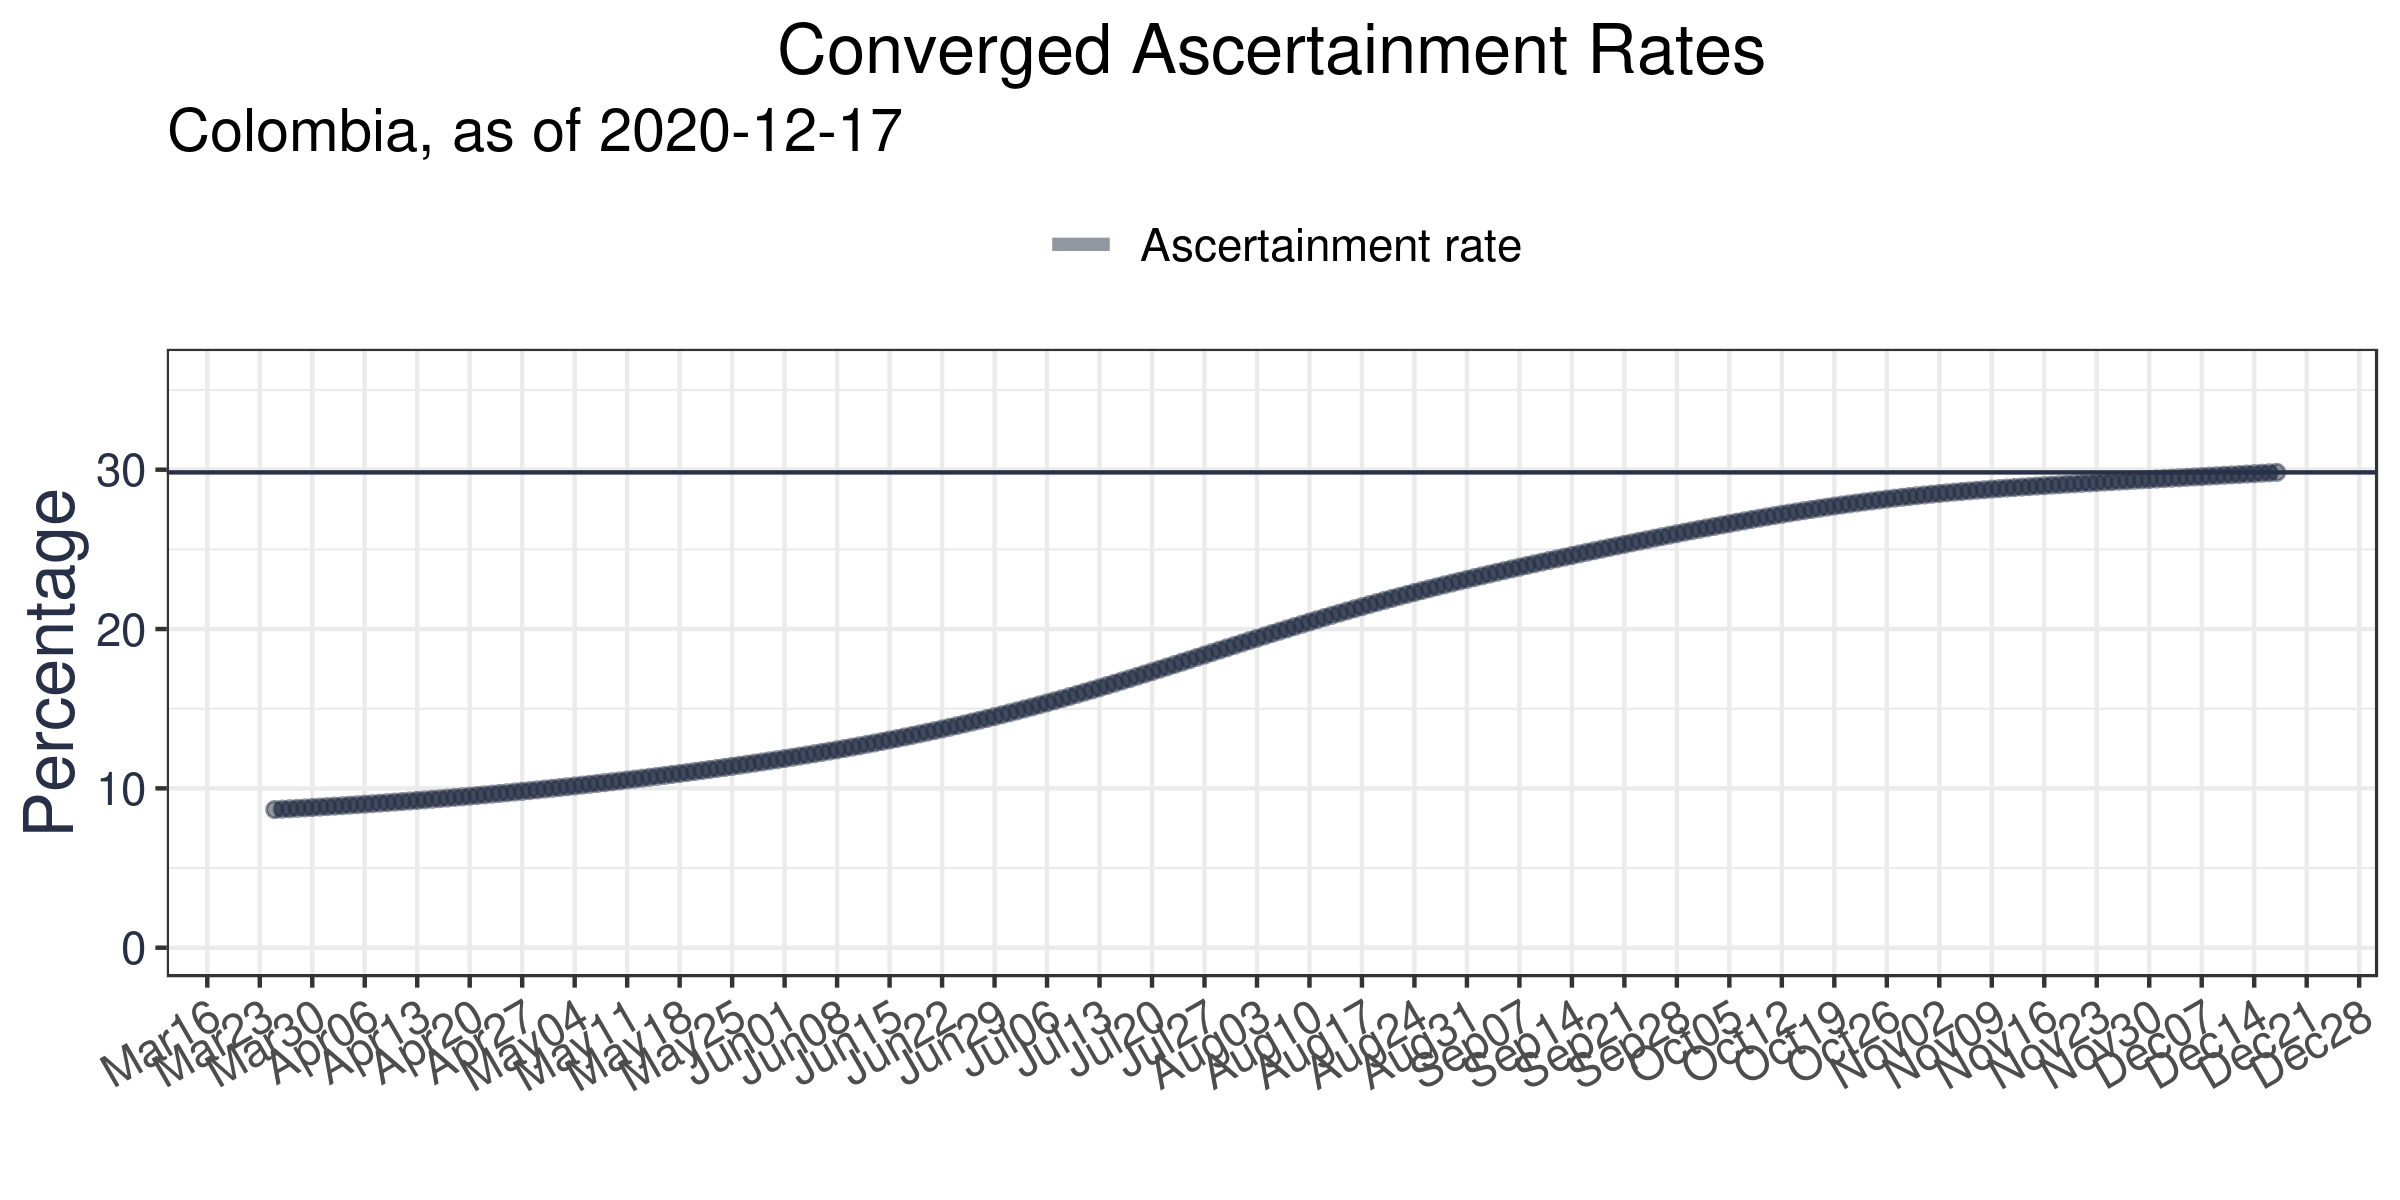 Converged Ascertainment Rates
Colombia, as of 2020-12-17
Ascertainment rate
Percentage
30
20
10
0
Mar16
Mar23
Mar30
Apr06
Apr13
Apr20
Apr27
May04
May11
May18
May25
Jun01
Jun08
Jun15
Jun22
Jun29
Jul06
Jul13
Jul20
Jul27
Aug03
Aug10
Aug17
Aug24
Aug31
Sep07
Sep14
Sep21
Sep28
Oct05
Oct12
Oct19
Oct26
Nov02
Nov09
Nov16
Nov23
Nov30
Dec07
Dec14
Dec21
Dec28